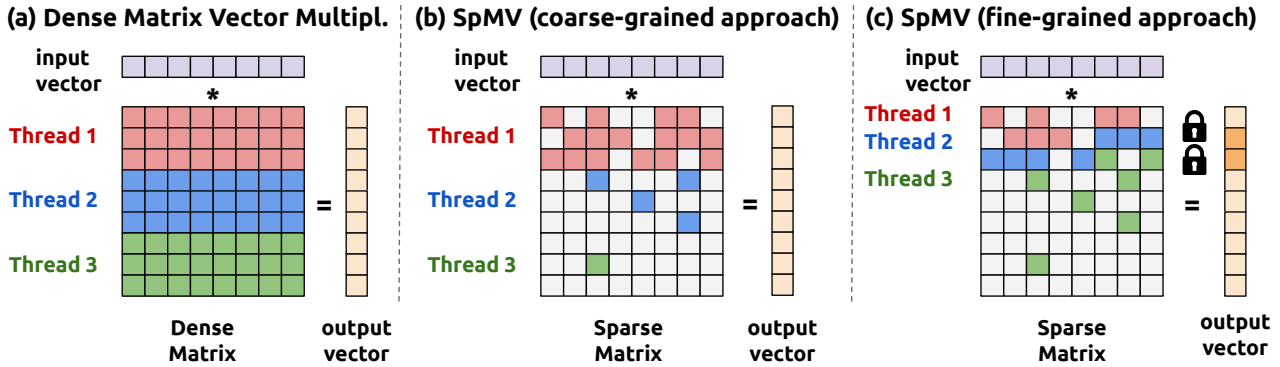 (a) Dense Matrix Vector Multipl.
input
vector
*
Thread 1
Thread 2
Thread 3
=
Dense
Matrix
output
vector
(b) SpMV (coarse-grained approach)
input
vector
*
Thread 1
Thread 2
Thread 3
=
Sparse
Matrix
output
vector
(c) SpMV (fine-grained approach)
input
vector
*
Thread 1
Thread 2
Thread 3
=
Sparse
Matrix
output
vector